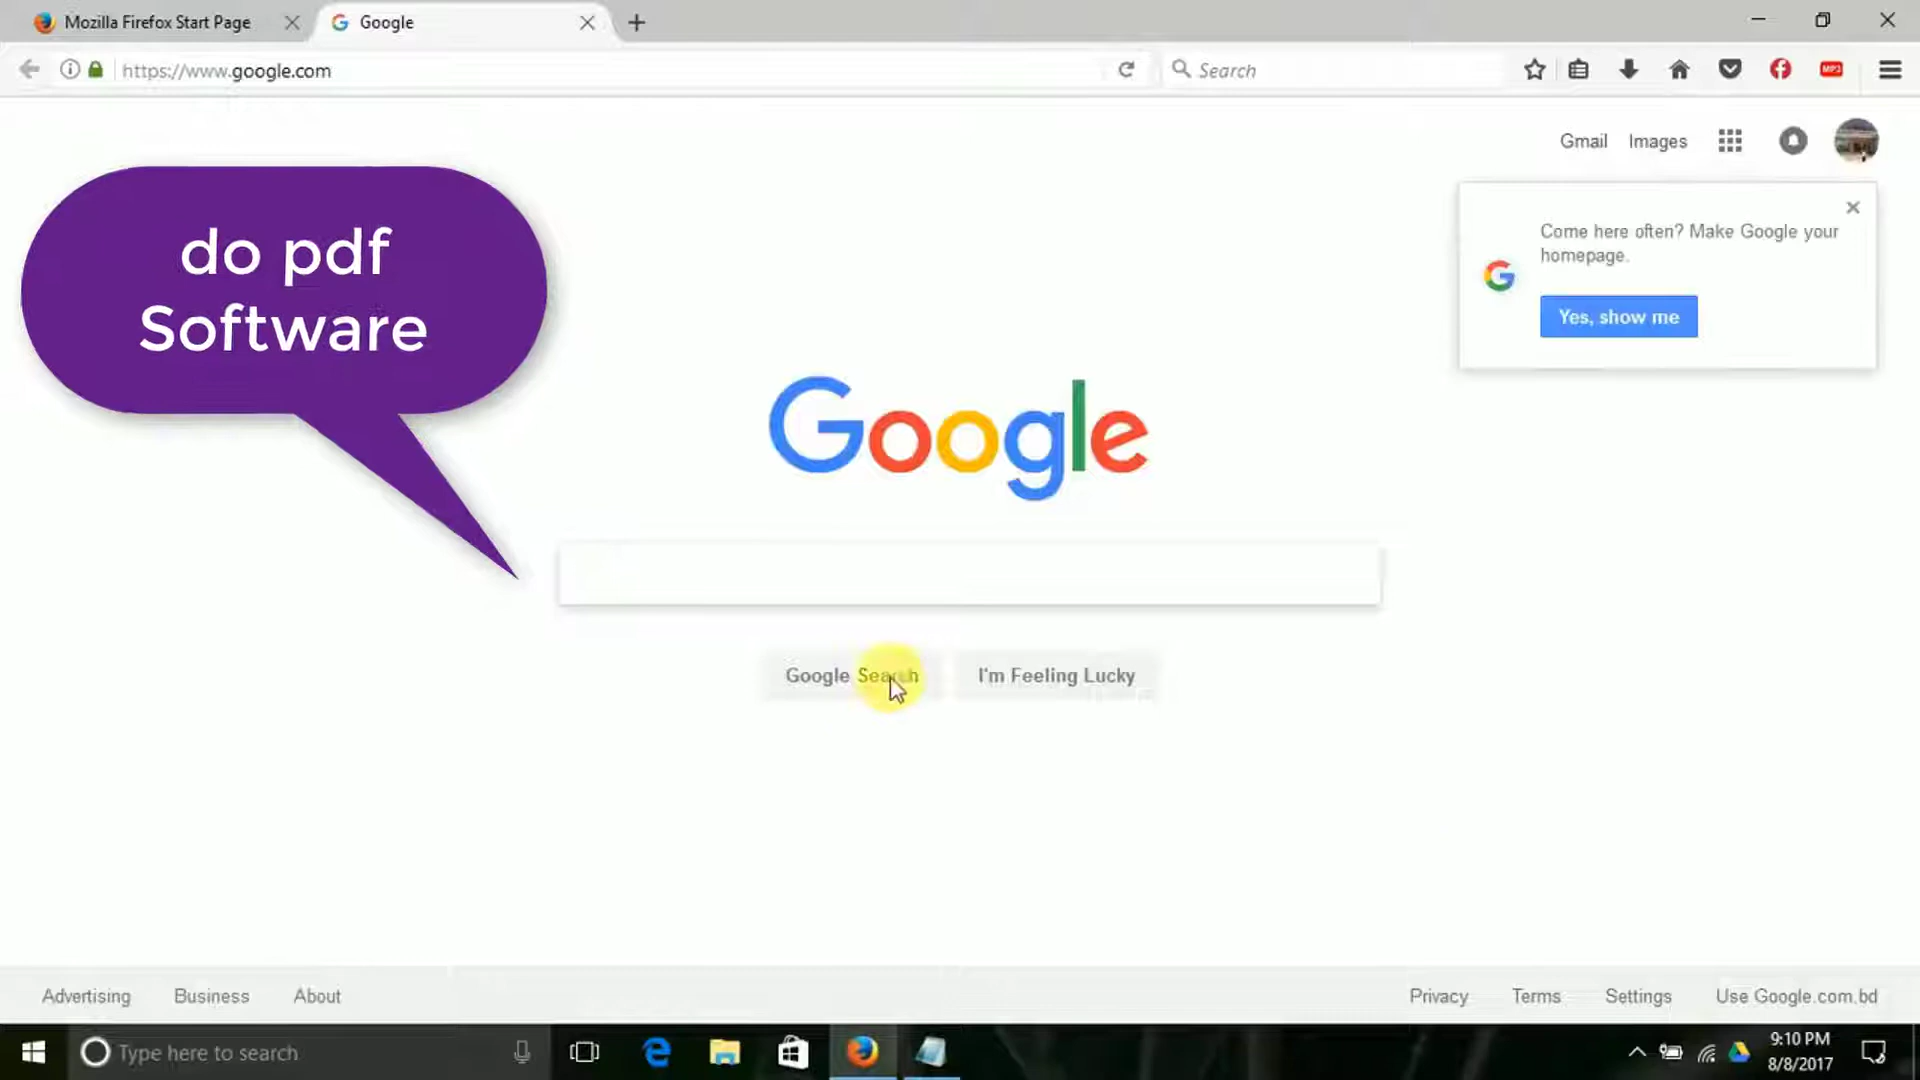 Mozilla Firefox Start Page
Google
https://www.google.com
Search
MP3
Gmail Images
do pdf
Software
Come here often? Make Google your
homepage.
Yes, show me
Google
Google Search I'm Feeling Lucky
Advertising Business About
Privacy Terms Settings Use Google.com.bd
Type here to search
9:10 PM
8/8/2017